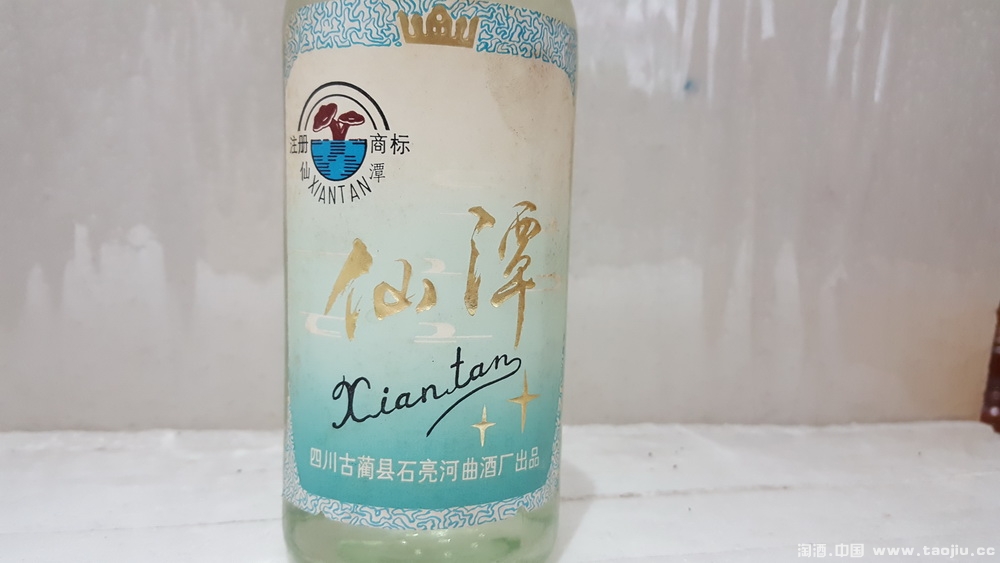 注册 商标
仙 潭
XIANTAN
仙潭
Xiantan
四川古蔺县石亮河曲酒厂出品
淘酒.中国 www.taojiu.cc